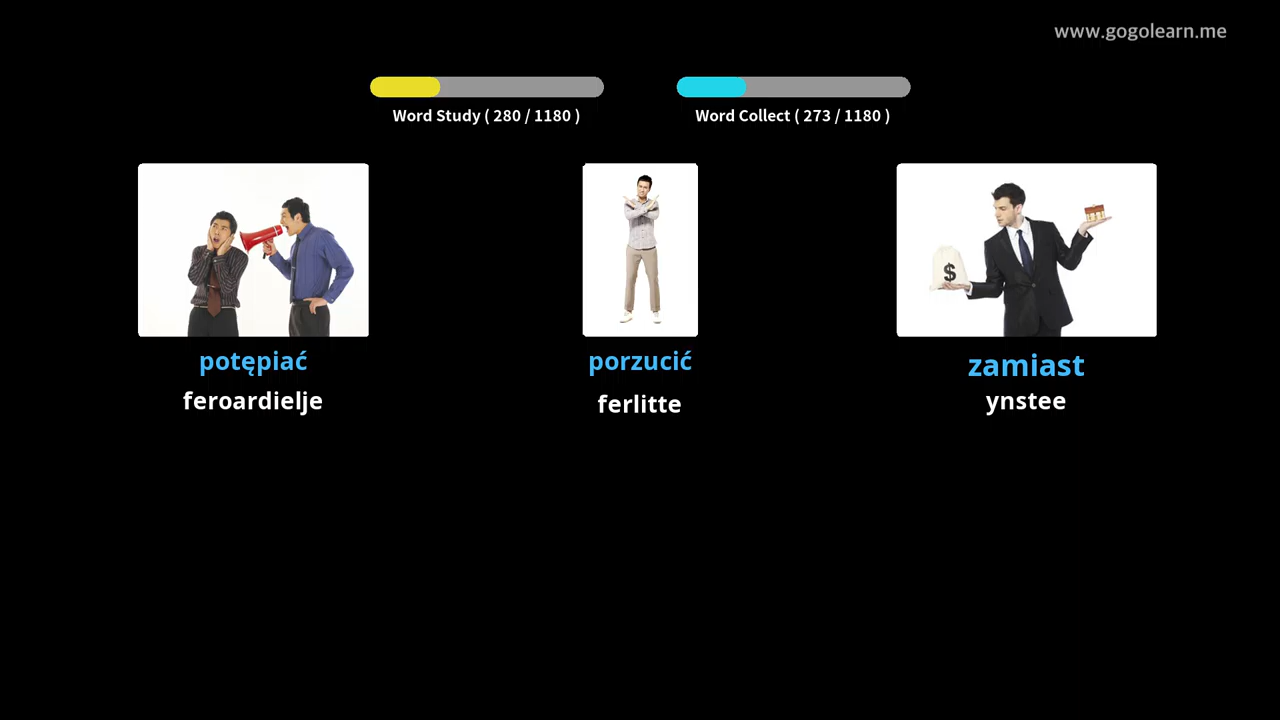 www.gogolearn.me
Word Study ( 280 / 1180 )
Word Collect ( 273 / 1180 )
$
potępiać
porzucić
zamiast
feroardielje
ferlitte
ynstee